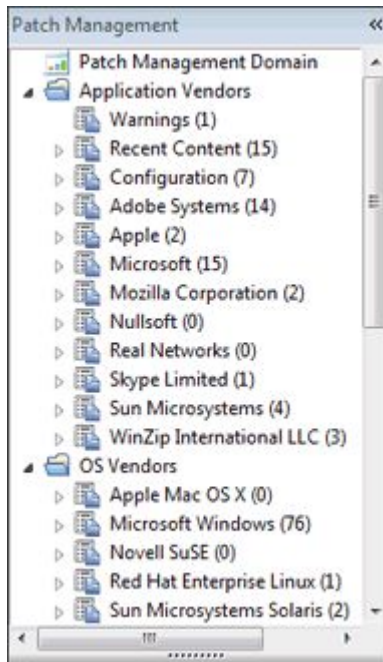 Patch Management
Patch Management Domain
Application Vendors
Warnings (1)
Recent Content (15)
Configuration (7)
Adobe Systems (14)
Apple (2)
Microsoft (15)
Mozilla Corporation (2)
Nullsoft (0)
Real Networks (0)
Skype Limited (1)
Sun Microsystems (4)
WinZip International LLC (3)
OS Vendors
Apple Mac OS X (0)
Microsoft Windows (76)
Novell SuSE (0)
Red Hat Enterprise Linux (1)
Sun Microsystems Solaris (2)